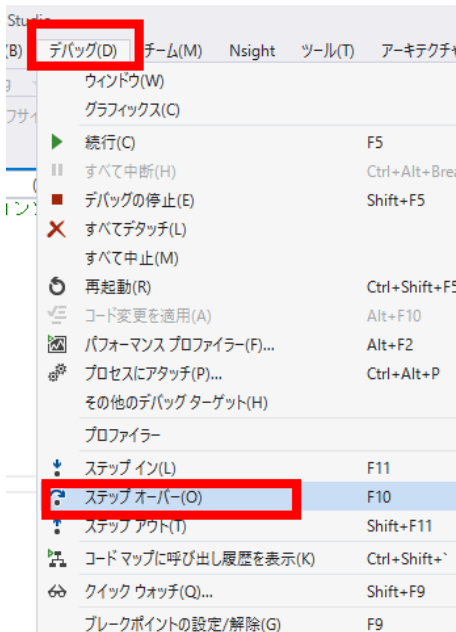 Studio
(B) デバッグ(D) チーム(M) Nsight ツール(T) アーキテクチャ
ウィンドウ(W)
グラフィックス(C)
続行(C) F5
すべて中断(H) Ctrl+Alt+Brea
デバッグの停止(E) Shift+F5
すべてデタッチ(L)
すべて中止(M)
再起動(R) Ctrl+Shift+F5
コード変更を適用(A) Alt+F10
パフォーマンス プロファイラー(F)... Alt+F2
プロセスにアタッチ(P)... Ctrl+Alt+P
その他のデバッグ ターゲット(H)
プロファイラー
ステップ イン(L) F11
ステップ オーバー(O) F10
ステップ アウト(T) Shift+F11
コード マップに呼び出し履歴を表示(K) Ctrl+Shift+`
クイック ウォッチ(Q)... Shift+F9
ブレークポイントの設定/解除(G) F9